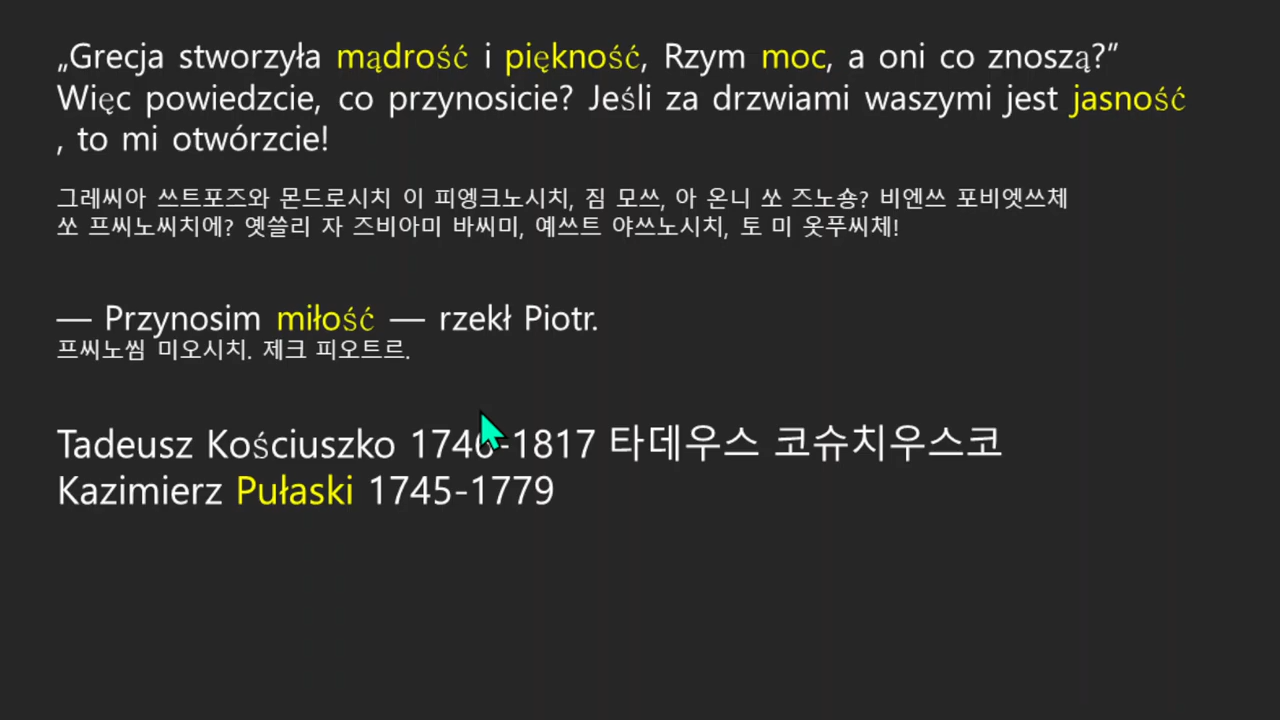 „Grecja stworzyła mądrość i piękność, Rzym moc, a oni co znoszą?”
Więc powiedzcie, co przynosicie? Jeśli za drzwiami waszymi jest jasność
, to mi otwórzcie!
그레씨아 쓰트포즈와 몬드로시치 이 피엥크노시치, 짐 모쓰, 아 온니 쏘 즈노숑? 비엔쓰 포비엣쓰체
쏘 프씨노씨치에? 옛쓸리 자 즈비아미 바씨미, 예쓰트 야쓰노시치, 토 미 옷푸씨체!
— Przynosim miłość — rzekł Piotr.
프씨노씸 미오시치. 제크 피오트르.
Tadeusz Kościuszko 1746-1817 타데우스 코슈치우스코
Kazimierz Pułaski 1745-1779